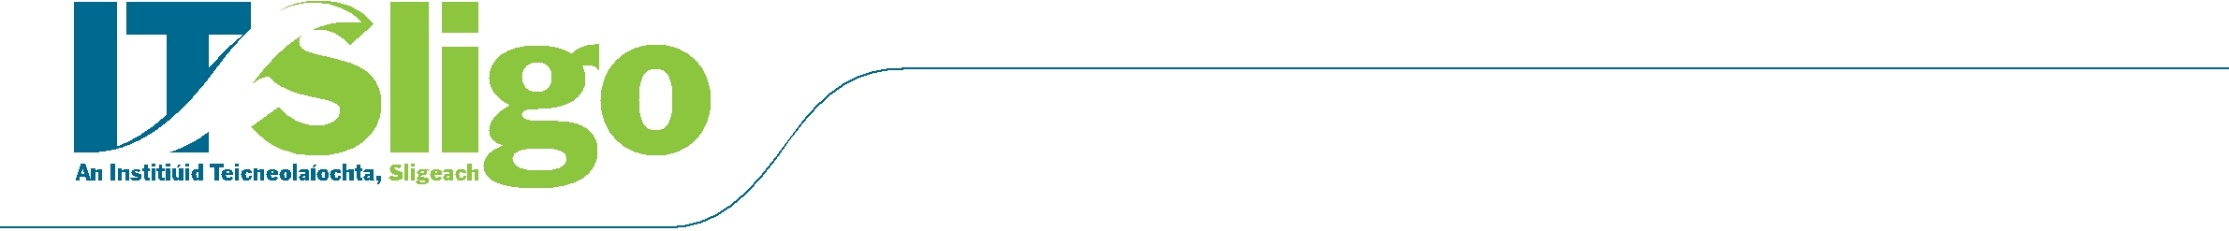 IT Sligo
An Institiúid Teicneolaíochta, Sligeach